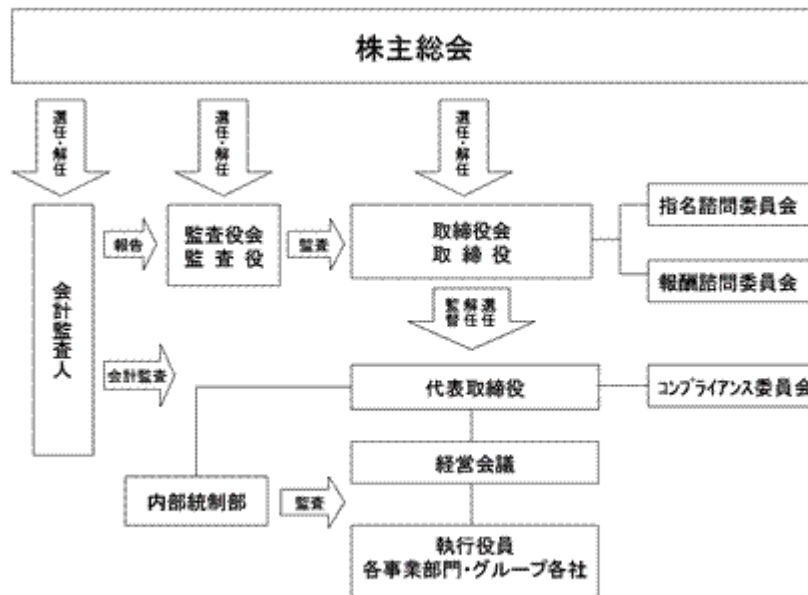 株主総会
選任・解任
選任・解任
選任・解任
会計監査人
報告
監査役会
監査役
監査
取締役会
取締役
指名諮問委員会
報酬諮問委員会
選任
解任
監督
会計監査
代表取締役
コンプライアンス委員会
経営会議
内部統制部
監査
執行役員
各事業部門・グループ各社